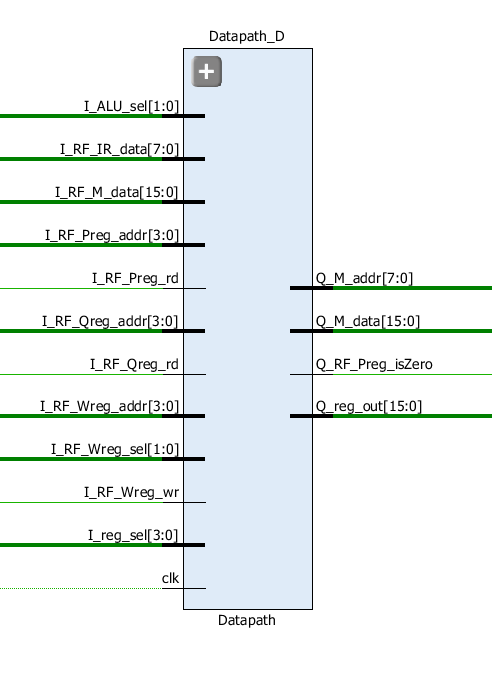 Datapath_D
I_ALU_sel[1:0]
I_RF_IR_data[7:0]
I_RF_M_data[15:0]
I_RF_Preg_addr[3:0]
I_RF_Preg_rd
I_RF_Qreg_addr[3:0]
I_RF_Qreg_rd
I_RF_Wreg_addr[3:0]
I_RF_Wreg_sel[1:0]
I_RF_Wreg_wr
I_reg_sel[3:0]
clk
Q_M_addr[7:0]
Q_M_data[15:0]
Q_RF_Preg_isZero
Q_reg_out[15:0]
Datapath